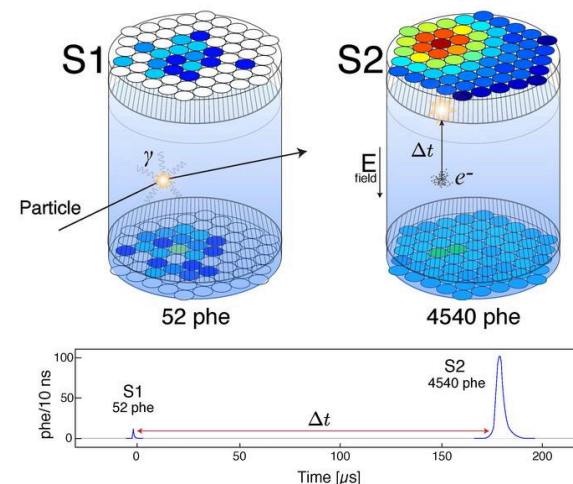 S1
S2
γ
Δt
E
field
e-
Particle
52 phe
4540 phe
phe/10 ns
100
50
0
S1
52 phe
Δt
S2
4540 phe
0
50
100
150
200
Time [μs]